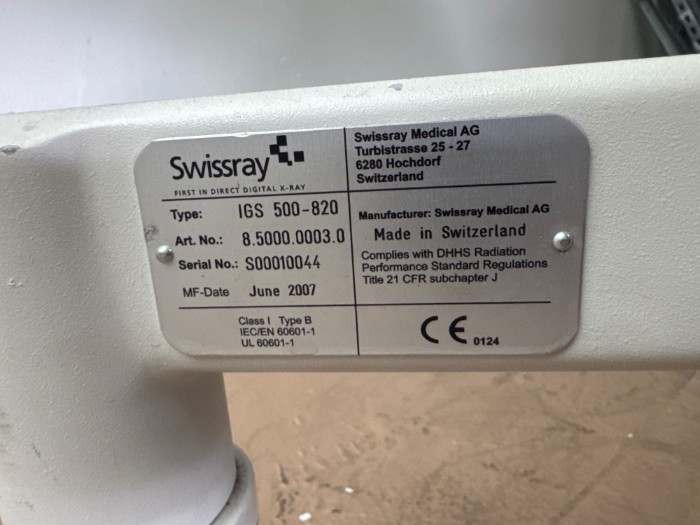 Swissray
FIRST IN DIRECT DIGITAL X-RAY
Swissray Medical AG
Turbistrasse 25 - 27
6280 Hochdorf
Switzerland
Type: IGS 500-820
Art. No.: 8.5000.0003.0
Serial No.: S00010044
MF-Date June 2007
Manufacturer: Swissray Medical AG
Made in Switzerland
Complies with DHHS Radiation
Performance Standard Regulations
Title 21 CFR subchapter J
Class I Type B
IEC/EN 60601-1
UL 60601-1
CE 0124